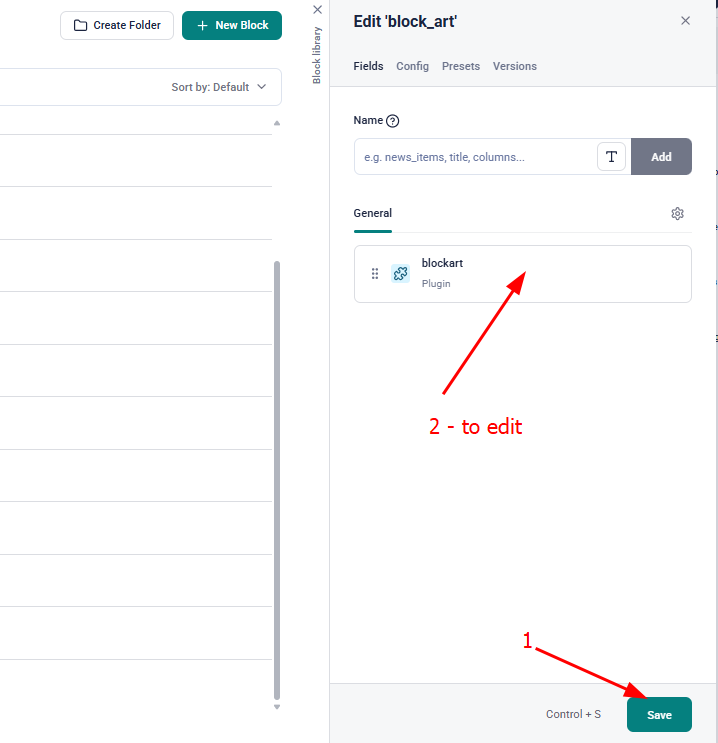 Create Folder
New Block
Sort by: Default
Block library
Edit 'block_art'
Fields Config Presets Versions
Name
e.g. news_items, title, columns...
T
Add
General
blockart
Plugin
2 - to edit
1
Control + S
Save